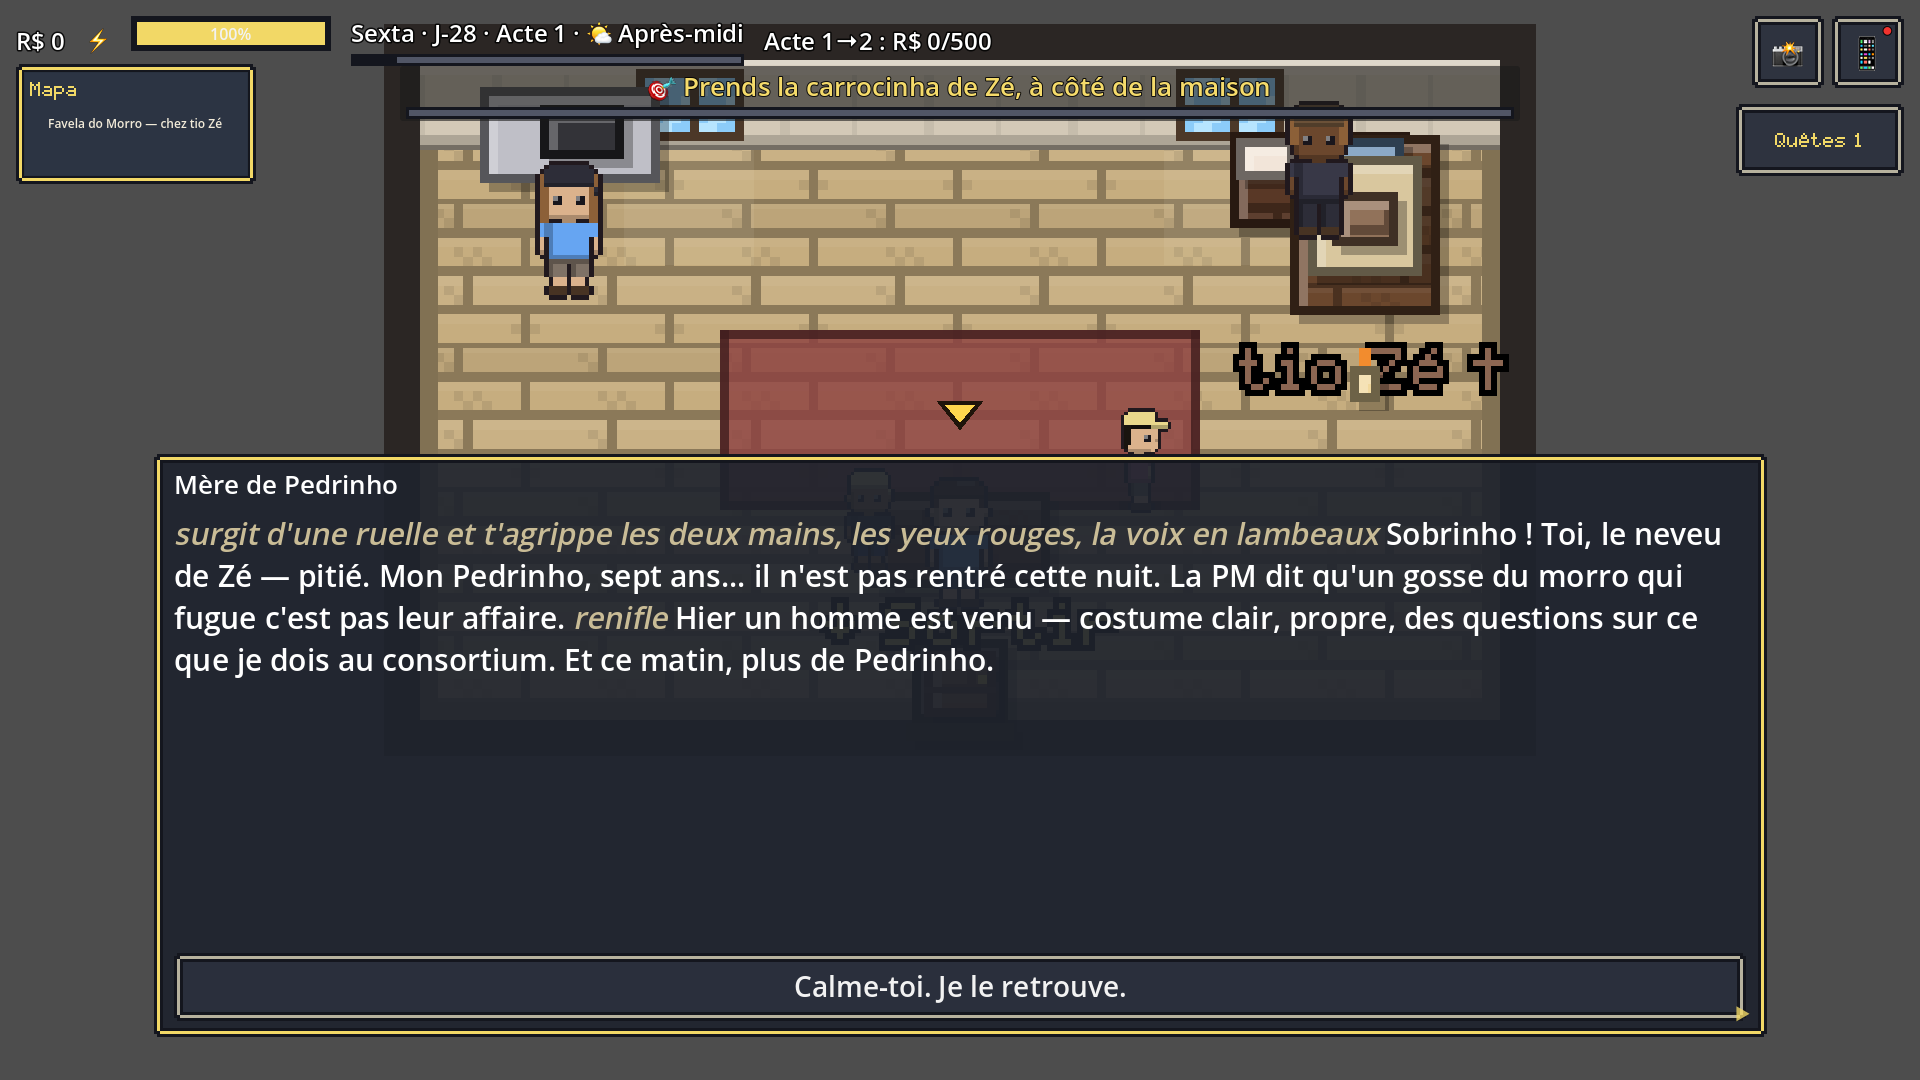 R$ 0
100%
Sexta · J-28 · Acte 1 · Après-midi
Acte 1→2 : R$ 0/500
Mapa
Favela do Morro — chez tio Zé
Prends la carrocinha de Zé, à côté de la maison
Quêtes 1
tio Zé t
Mère de Pedrinho
surgit d'une ruelle et t'agrippe les deux mains, les yeux rouges, la voix en lambeaux Sobrinho ! Toi, le neveu
de Zé — pitié. Mon Pedrinho, sept ans... il n'est pas rentré cette nuit. La PM dit qu'un gosse du morro qui
fugue c'est pas leur affaire. renifle Hier un homme est venu — costume clair, propre, des questions sur ce
que je dois au consortium. Et ce matin, plus de Pedrinho.
Calme-toi. Je le retrouve.